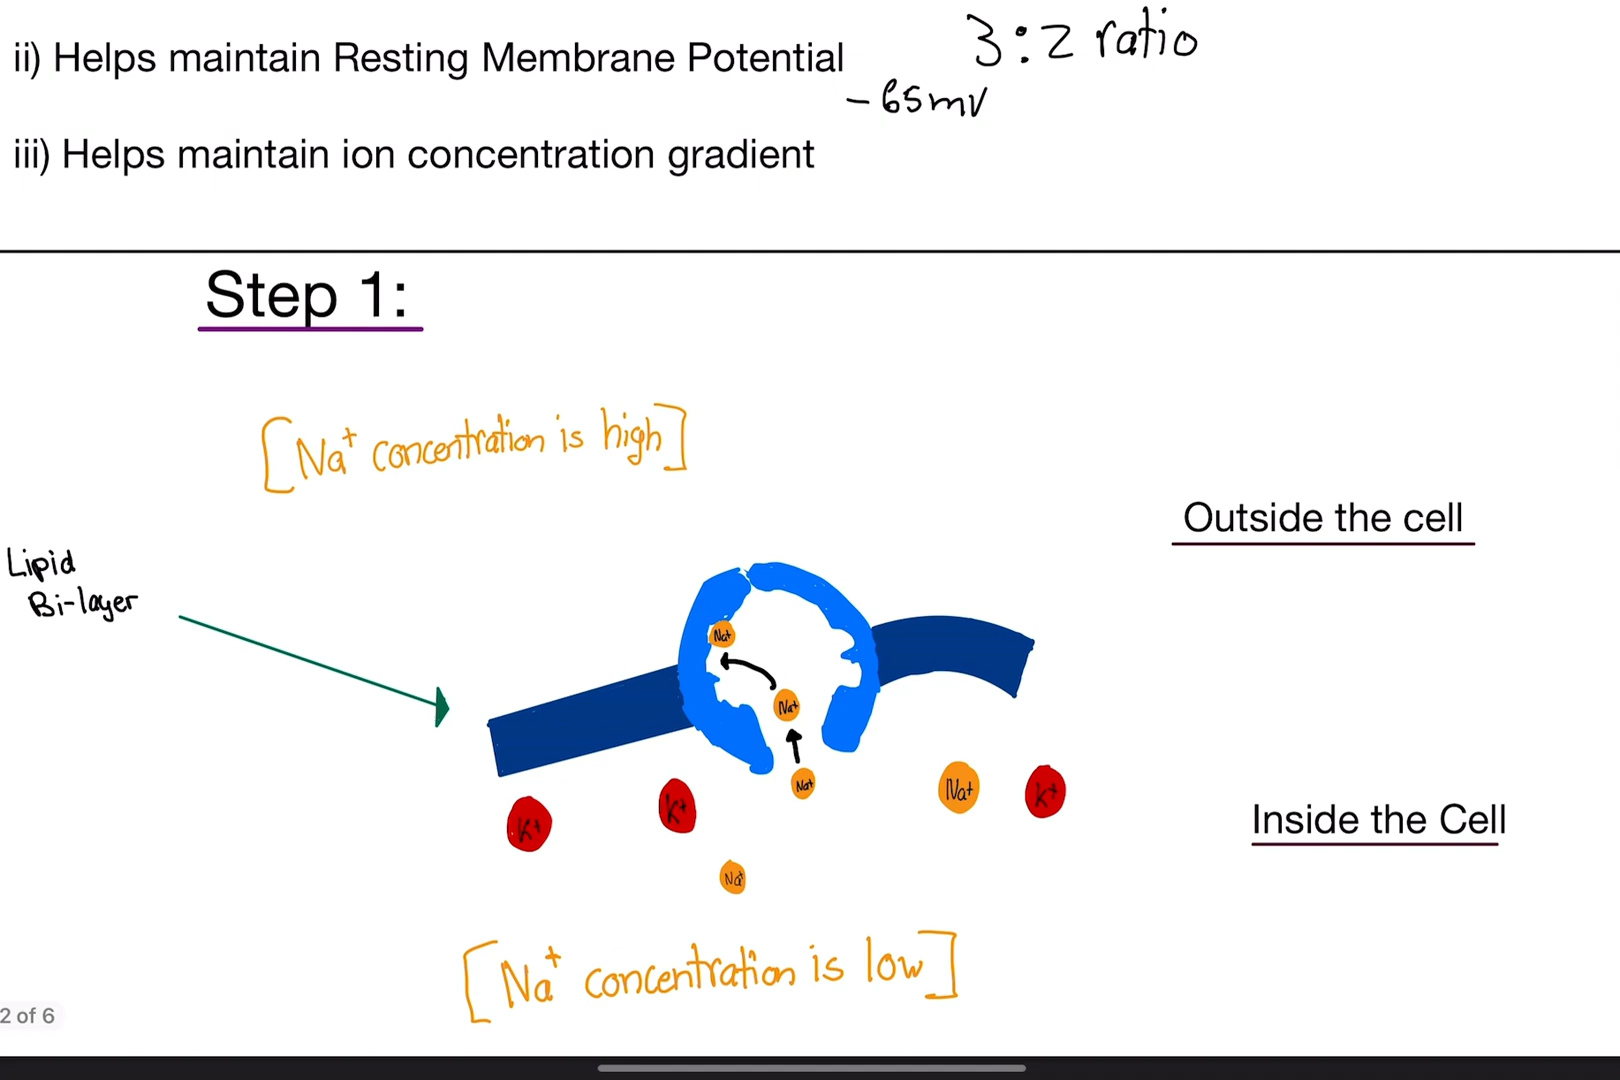 3:2 ratio
ii) Helps maintain Resting Membrane Potential
-65mV
iii) Helps maintain ion concentration gradient
Step 1:
[Na+ concentration is high]
Outside the cell
Lipid
Bi-layer
Na+
Na+
Na+
Na+
K+
K+
K+
Inside the Cell
Na+
[Na+ concentration is low]
2 of 6